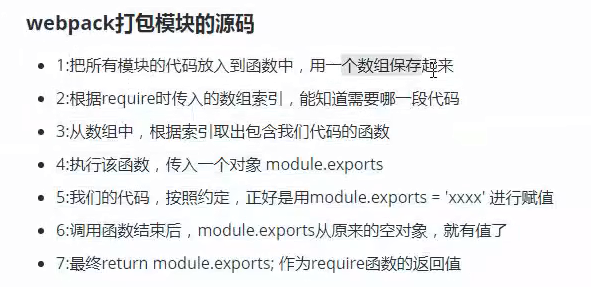 webpack打包模块的源码
1:把所有模块的代码放入到函数中，用一个数组保存起来
2:根据require时传入的数组索引，能知道需要哪一段代码
3:从数组中，根据索引取出包含我们代码的函数
4:执行该函数，传入一个对象 module.exports
5:我们的代码，按照约定，正好是用module.exports = 'xxxx' 进行赋值
6:调用函数结束后，module.exports从原来的空对象，就有值了
7:最终return module.exports; 作为require函数的返回值